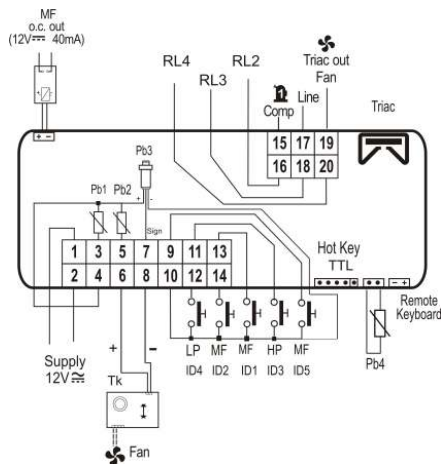 MF
o.c. out
(12V⎓ 40mA)
RL4
RL3
RL2
Triac out
Fan
Comp
Line
Triac
+ -
15 17 19
16 18 20
Pb3
+ -
Pb1
Pb2
Sign
1 3 5 7 9 11 13
2 4 6 8 10 12 14
Hot Key
TTL
- +
Remote
Keyboard
Pb4
Supply
12V
+ -
Tk
LP MF MF HP MF
ID4 ID2 ID1 ID3 ID5
Fan